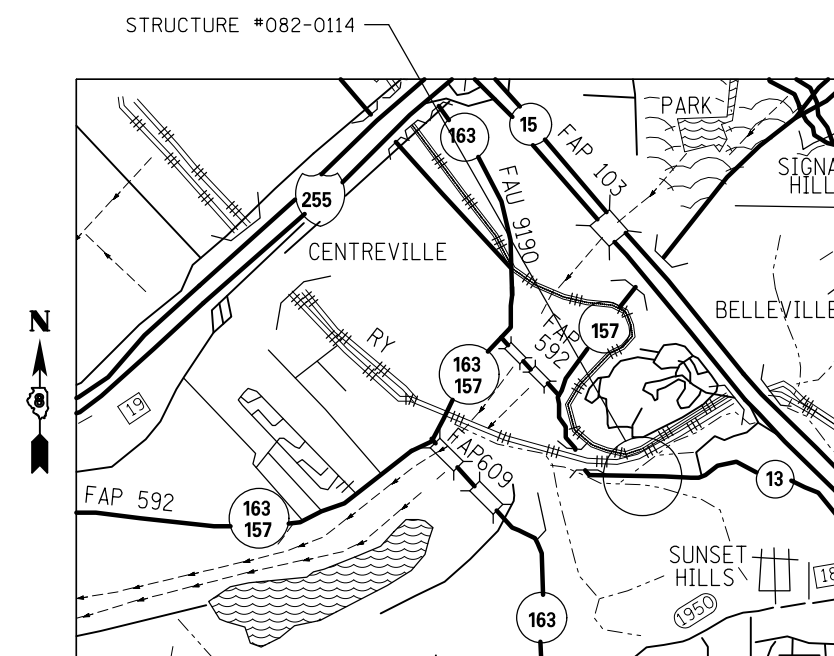 STRUCTURE #082-0114
163
15
PARK
FAP 103
SIGNA
HILL
255
FAU 9190
CENTREVILLE
BELLEVILLE
N
8
RY
FAP
592
157
163
157
19
FAP 592
163
157
FAP609
13
SUNSET
HILLS
18
1950
163